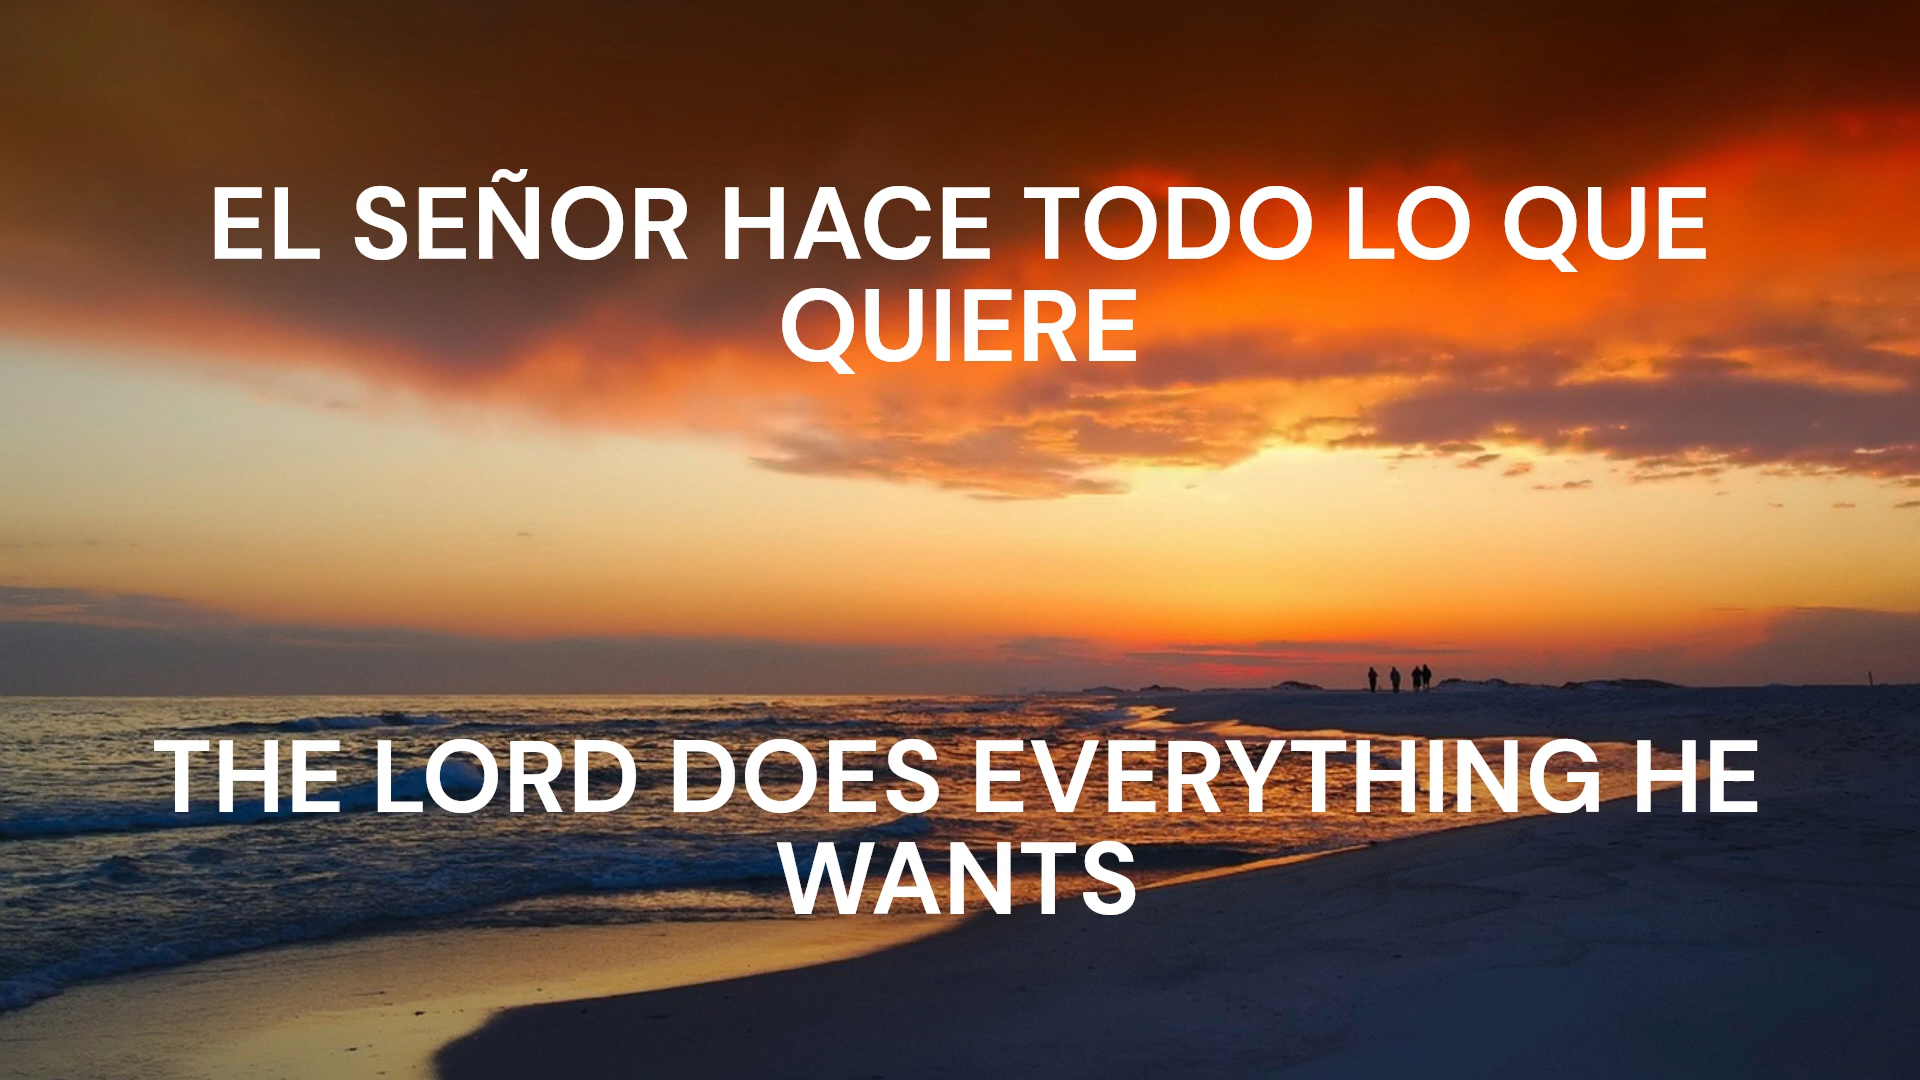 EL SEÑOR HACE TODO LO QUE
QUIERE
THE LORD DOES EVERYTHING HE
WANTS